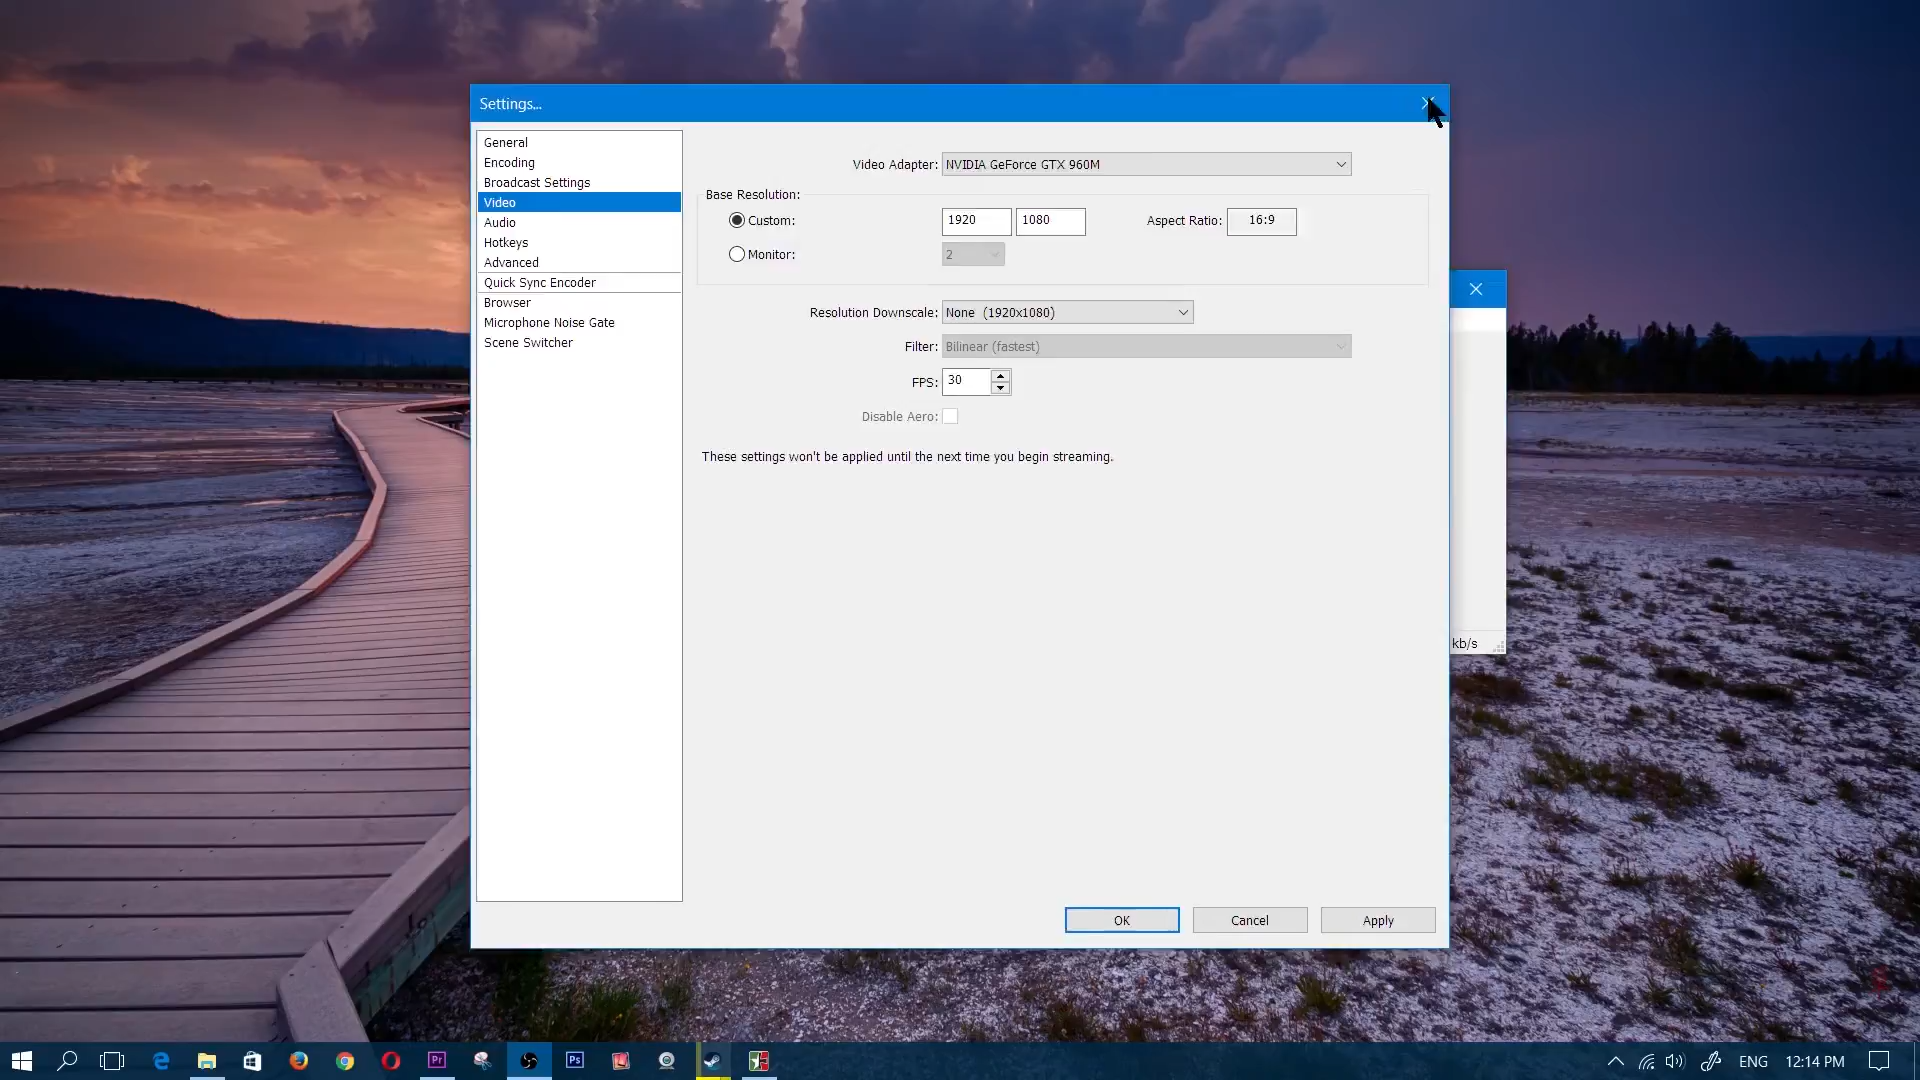 Settings...
General
Encoding
Broadcast Settings
Video
Audio
Hotkeys
Advanced
Quick Sync Encoder
Browser
Microphone Noise Gate
Scene Switcher
Video Adapter: NVIDIA GeForce GTX 960M
Base Resolution:
Custom: 1920 1080 Aspect Ratio: 16:9
Monitor: 2
Resolution Downscale: None (1920x1080)
Filter: Bilinear (fastest)
FPS: 30
Disable Aero:
These settings won't be applied until the next time you begin streaming.
kb/s
OK Cancel Apply
Pr Ps ENG 12:14 PM